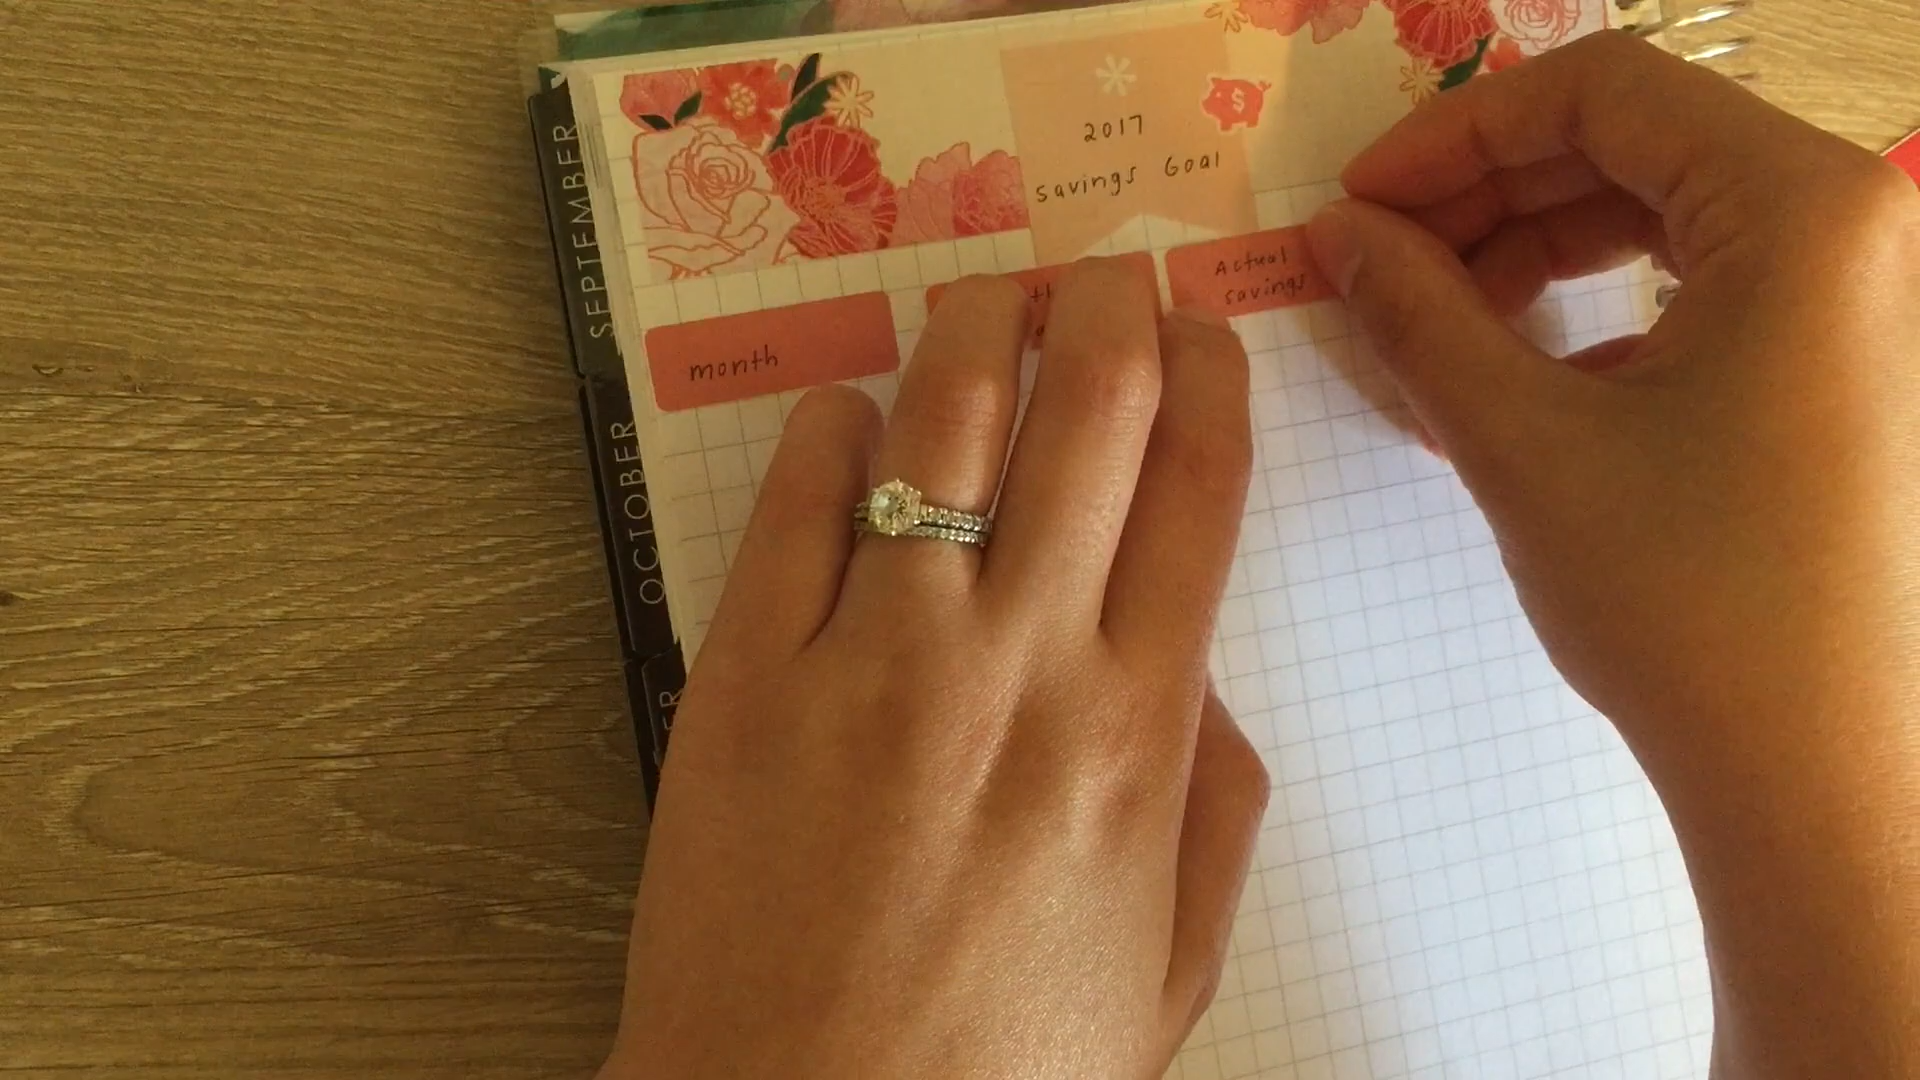 2017
savings Goal
$
month
Actual
savings
SEPTEMBER
OCTOBER